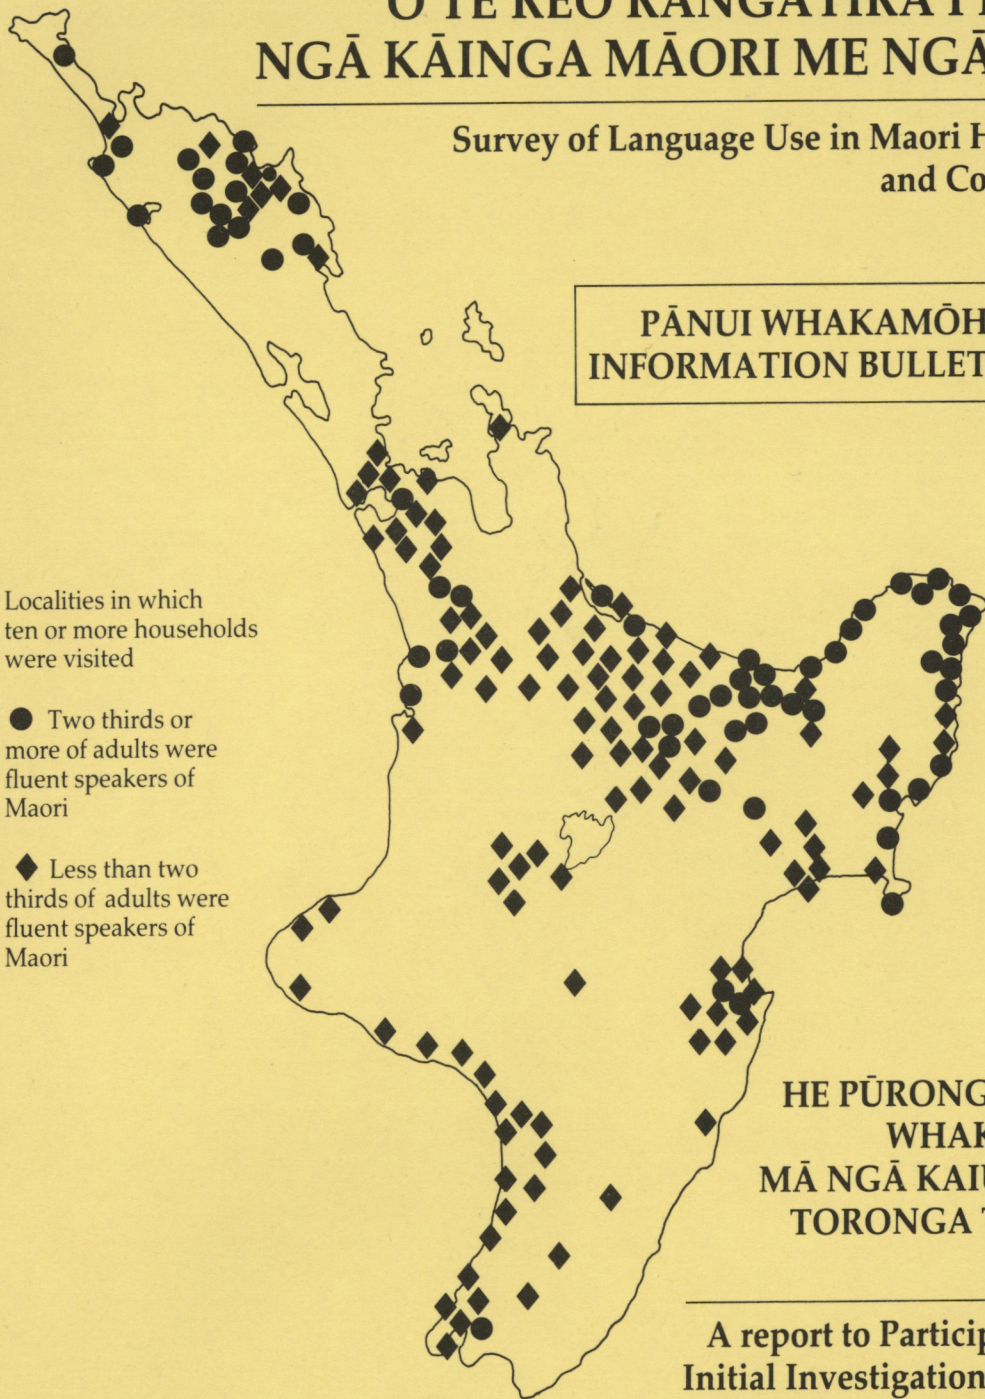 O TE REO RANGATIRA I
NGĀ KĀINGA MĀORI ME NGĀ
Survey of Language Use in Maori H
and Co
PĀNUI WHAKAMŌH
INFORMATION BULLET
Localities in which
ten or more households
were visited
Two thirds or
more of adults were
fluent speakers of
Maori
Less than two
thirds of adults were
fluent speakers of
Maori
HE PŪRONG
WHAK
MĀ NGĀ KAIU
TORONGA T
A report to Particip
Initial Investigation